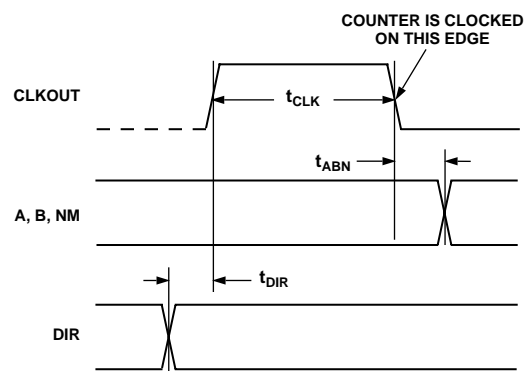 COUNTER IS CLOCKED
ON THIS EDGE
CLKOUT
tCLK
tABN
A, B, NM
tDIR
DIR